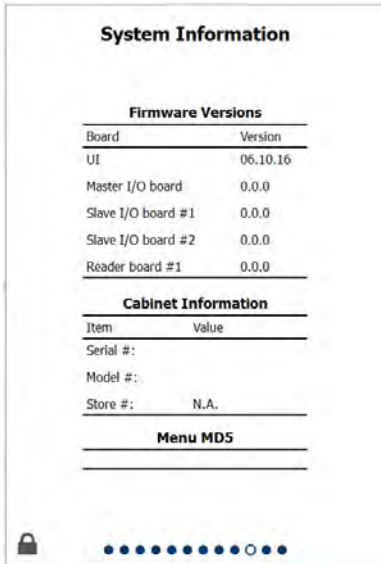 System Information
Firmware Versions
Board Version
UI 06.10.16
Master I/O board 0.0.0
Slave I/O board #1 0.0.0
Slave I/O board #2 0.0.0
Reader board #1 0.0.0
Cabinet Information
Item Value
Serial #:
Model #:
Store #: N.A.
Menu MD5